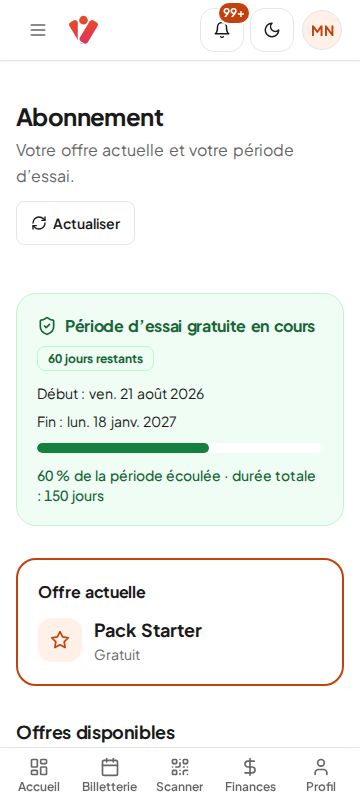 99+
MN
Abonnement
Votre offre actuelle et votre période
d’essai.
Actualiser
Période d’essai gratuite en cours
60 jours restants
Début : ven. 21 août 2026
Fin : lun. 18 janv. 2027
60 % de la période écoulée · durée totale
: 150 jours
Offre actuelle
Pack Starter
Gratuit
Offres disponibles
Accueil
Billetterie
Scanner
Finances
Profil